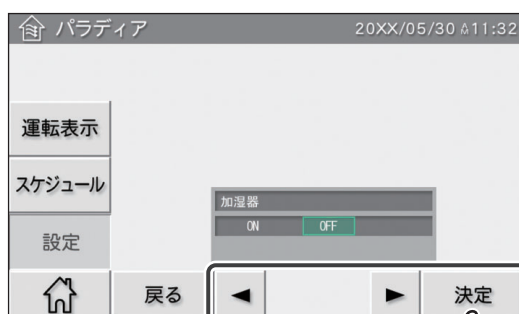 パラディア 20XX/05/30 11:32
運転表示
スケジュール
加湿器
ON OFF
設定
戻る ◀ ▶ 決定